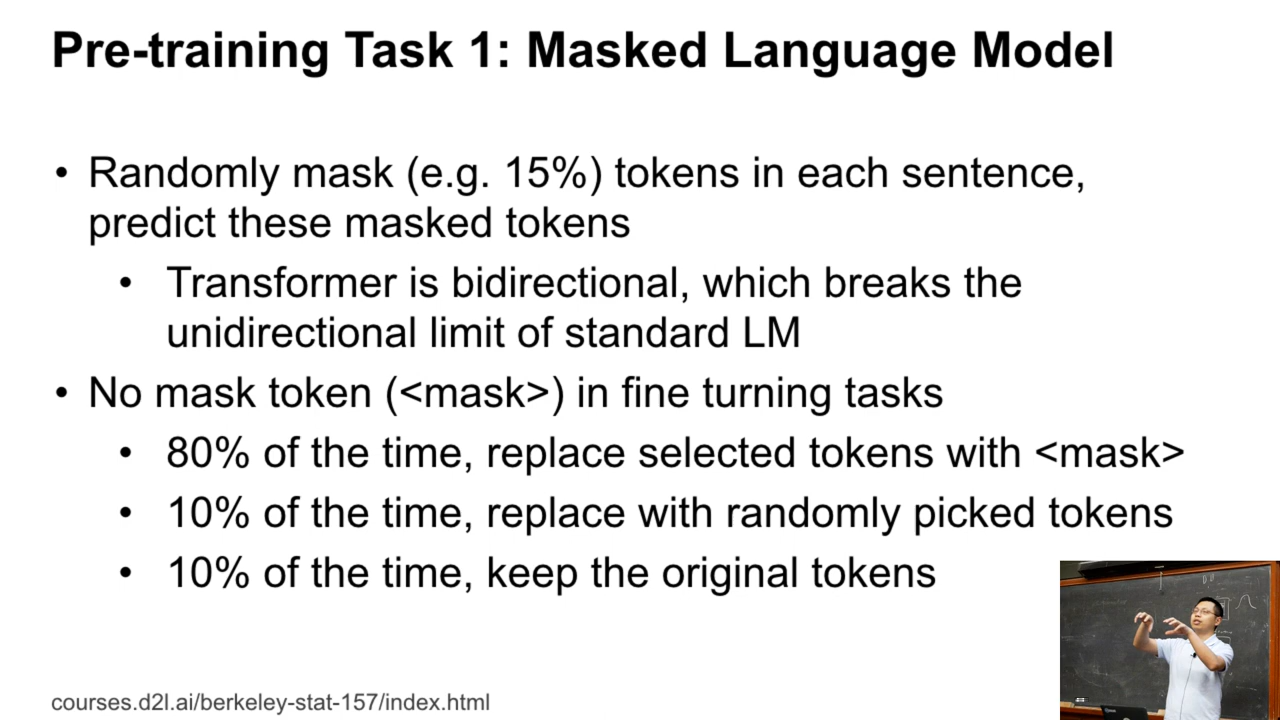 Pre-training Task 1: Masked Language Model
• Randomly mask (e.g. 15%) tokens in each sentence,
predict these masked tokens
• Transformer is bidirectional, which breaks the
unidirectional limit of standard LM
• No mask token (<mask>) in fine turning tasks
• 80% of the time, replace selected tokens with <mask>
• 10% of the time, replace with randomly picked tokens
• 10% of the time, keep the original tokens
courses.d2l.ai/berkeley-stat-157/index.html